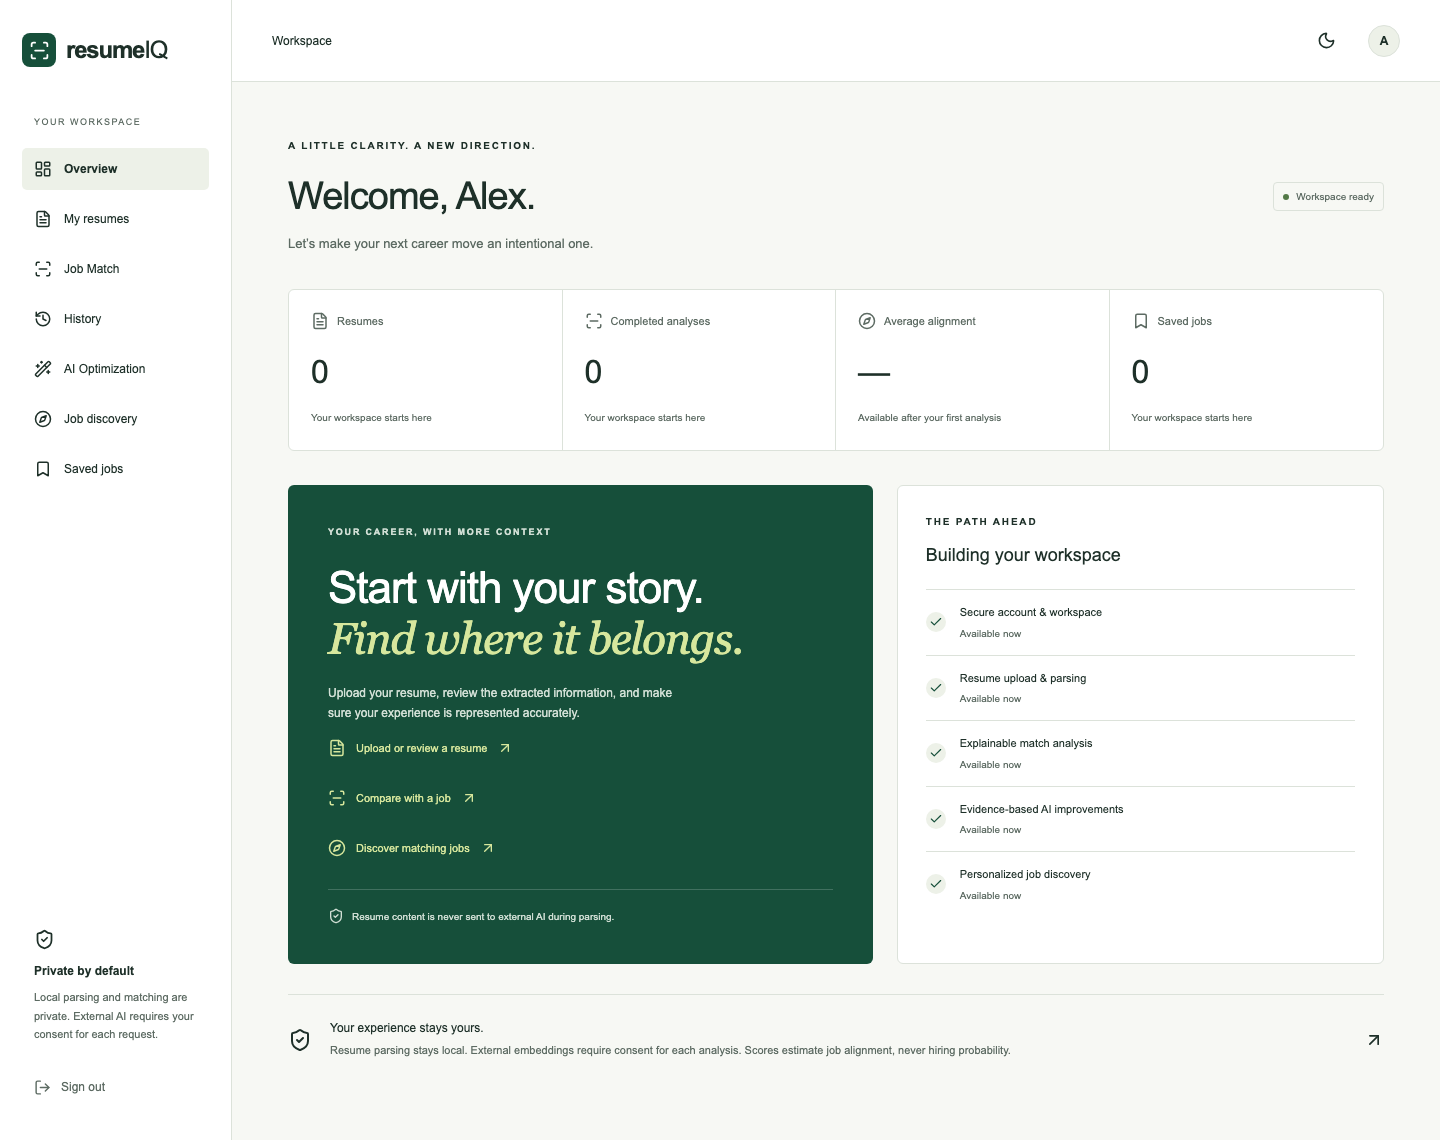 resumeIQ
YOUR WORKSPACE
Overview
My resumes
Job Match
History
AI Optimization
Job discovery
Saved jobs
Private by default
Local parsing and matching are
private. External AI requires your
consent for each request.
Sign out
Workspace
A
A LITTLE CLARITY. A NEW DIRECTION.
Welcome, Alex.
Workspace ready
Let's make your next career move an intentional one.
Resumes
0
Your workspace starts here
Completed analyses
0
Your workspace starts here
Average alignment
—
Available after your first analysis
Saved jobs
0
Your workspace starts here
YOUR CAREER, WITH MORE CONTEXT
Start with your story.
Find where it belongs.
Upload your resume, review the extracted information, and make
sure your experience is represented accurately.
Upload or review a resume
Compare with a job
Discover matching jobs
Resume content is never sent to external AI during parsing.
THE PATH AHEAD
Building your workspace
Secure account & workspace
Available now
Resume upload & parsing
Available now
Explainable match analysis
Available now
Evidence-based AI improvements
Available now
Personalized job discovery
Available now
Your experience stays yours.
Resume parsing stays local. External embeddings require consent for each analysis. Scores estimate job alignment, never hiring probability.